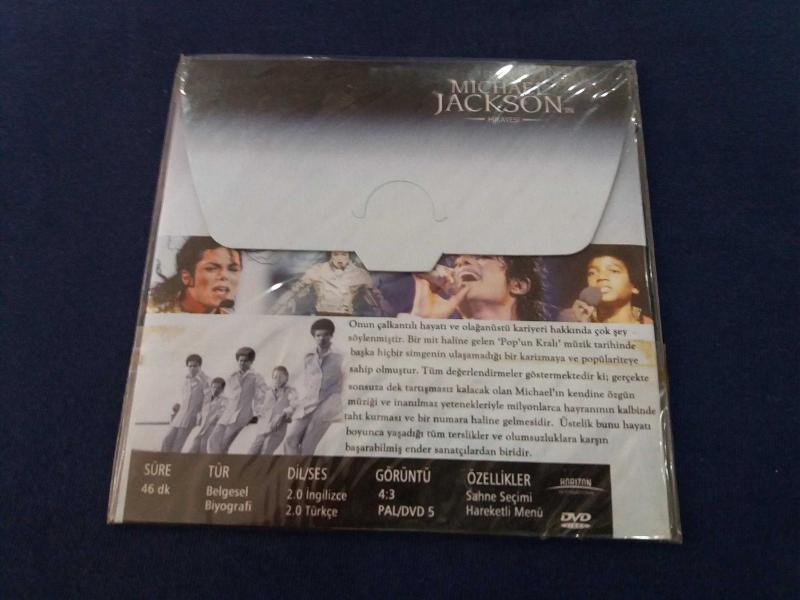 MICHAEL
JACKSON
HİKAYESİ
Onun çalkantılı hayatı ve olağanüstü kariyeri hakkında çok şey
söylenmiştir. Bir mit haline gelen 'Pop'un Kralı' müzik tarihinde
başka hiçbir simgenin ulaşamadığı bir karizmaya ve popülariteye
sahip olmuştur. Tüm değerlendirmeler göstermektedir ki; gerçekte
sonsuza dek tartışmasız kalacak olan Michael'ın kendine özgün
müziği ve inanılmaz yetenekleriyle milyonlarca hayranının kalbinde
taht kurması ve bir numara haline gelmesidir. Üstelik bunu hayatı
boyunca yaşadığı tüm terslikler ve olumsuzluklara karşın
başarabilmiş ender sanatçılardan biridir.
SÜRE
46 dk
TÜR
Belgesel
Biyografi
DİL/SES
2.0 İngilizce
2.0 Türkçe
GÖRÜNTÜ
4:3
PAL/DVD 5
ÖZELLİKLER
Sahne Seçimi
Hareketli Menü
HORIZON
INTERNATIONAL
DVD
VIDEO